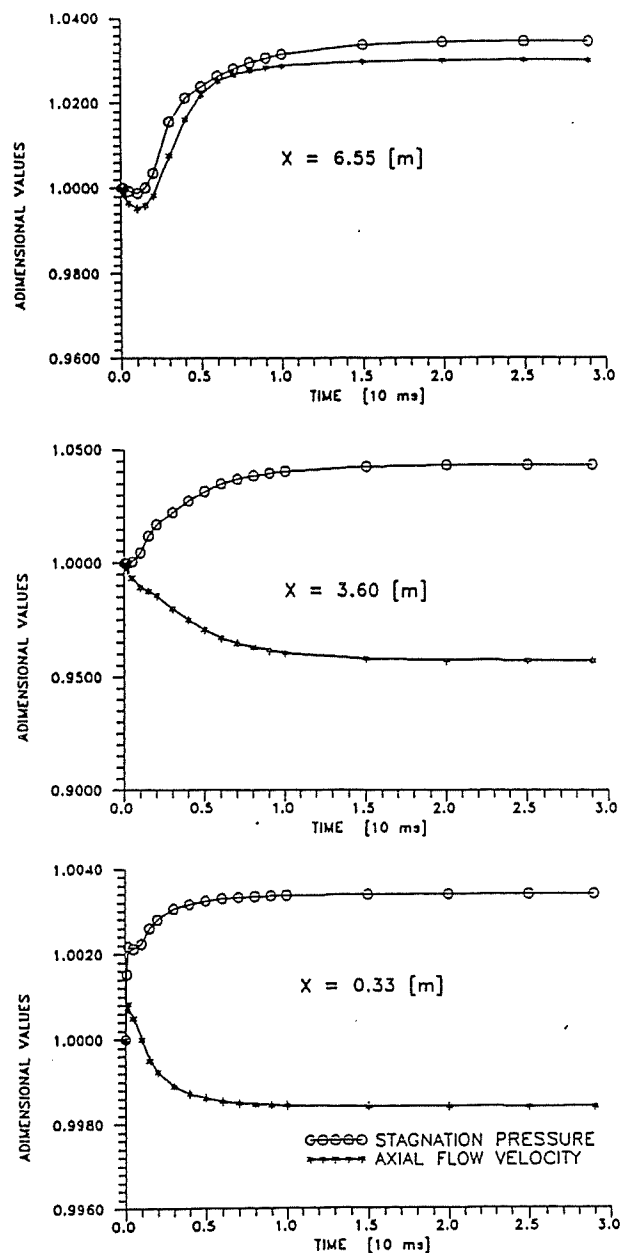 1.0400
1.0200
1.0000
0.9800
0.9600
ADIMENSIONAL VALUES
X = 6.55 [m]
0.0 0.5 1.0 1.5 2.0 2.5 3.0
TIME [10 ms]
1.0500
1.0000
0.9500
0.9000
ADIMENSIONAL VALUES
X = 3.60 [m]
0.0 0.5 1.0 1.5 2.0 2.5 3.0
TIME [10 ms]
1.0040
1.0020
1.0000
0.9980
0.9960
ADIMENSIONAL VALUES
X = 0.33 [m]
STAGNATION PRESSURE
AXIAL FLOW VELOCITY
0.0 0.5 1.0 1.5 2.0 2.5 3.0
TIME [10 ms]